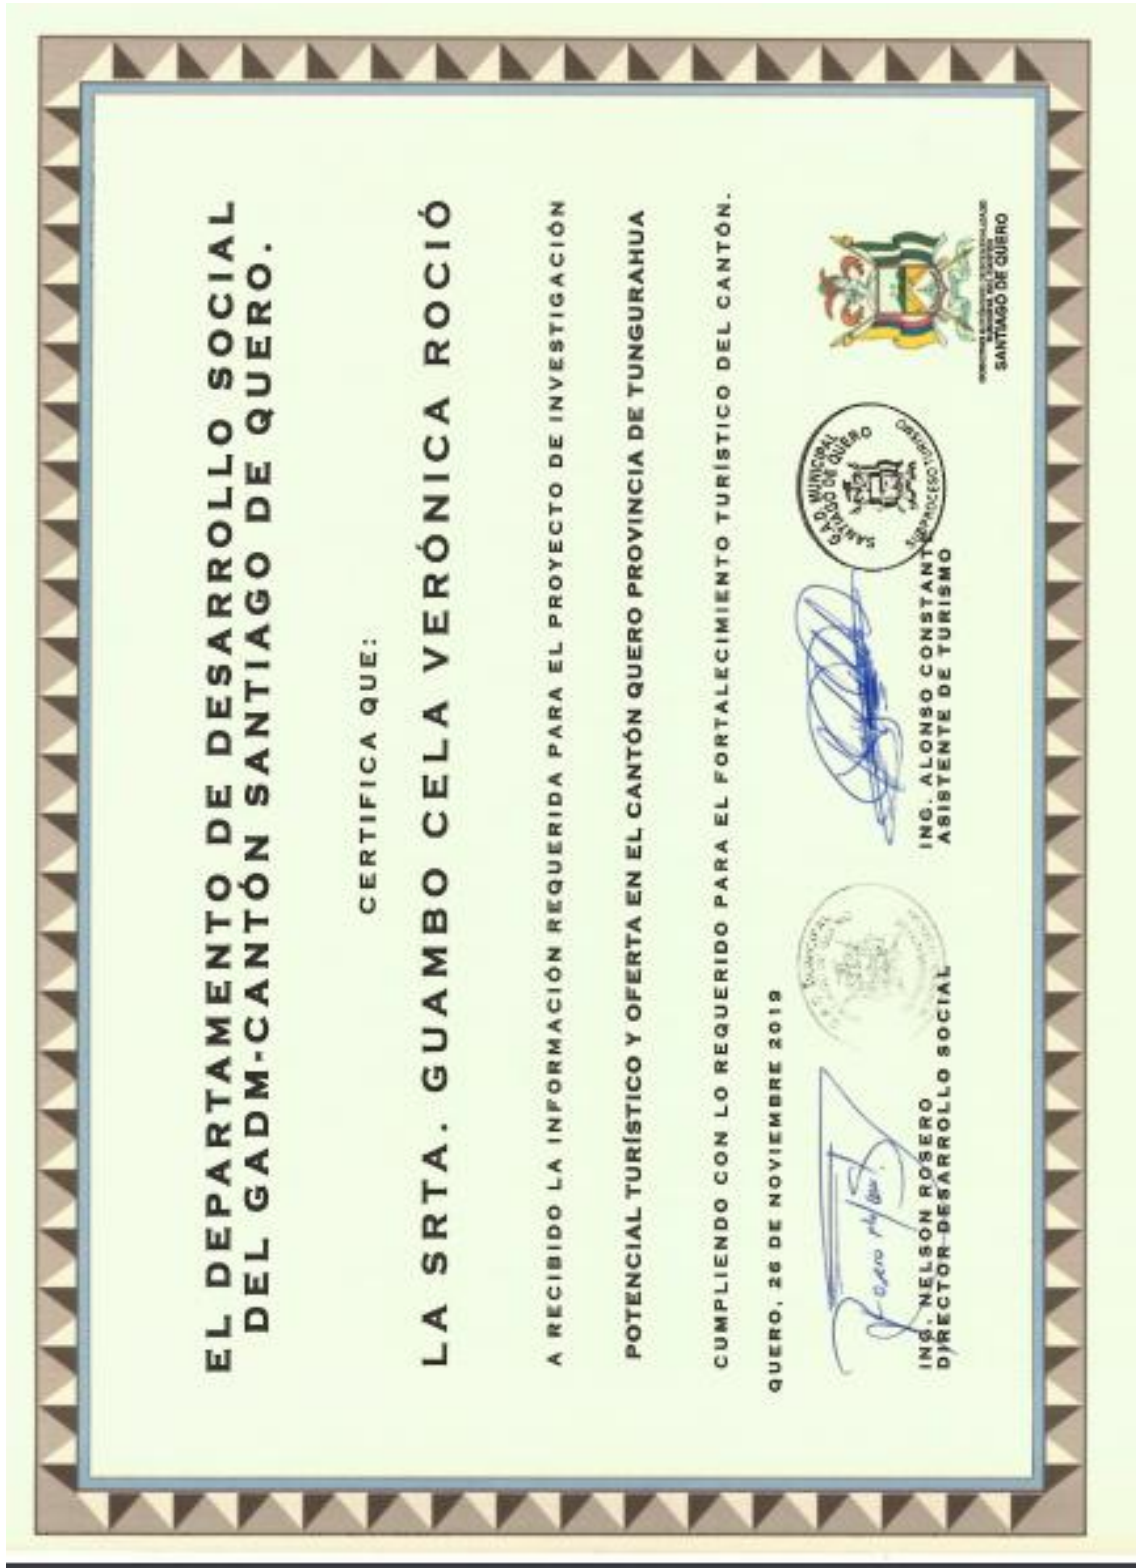 EL DEPARTAMENTO DE DESARROLLO SOCIAL
DEL GADM-CANTÓN SANTIAGO DE QUERO.
CERTIFICA QUE:
LA SRTA. GUAMBO CELA VERÓNICA ROCIÓ
A RECIBIDO LA INFORMACIÓN REQUERIDA PARA EL PROYECTO DE INVESTIGACIÓN
POTENCIAL TURÍSTICO Y OFERTA EN EL CANTÓN QUERO PROVINCIA DE TUNGURAHUA
CUMPLIENDO CON LO REQUERIDO PARA EL FORTALECIMIENTO TURÍSTICO DEL CANTÓN.
QUERO, 26 DE NOVIEMBRE 2019
ING. NELSON ROSERO
DIRECTOR DESARROLLO SOCIAL
MUNICIPAL
ING. ALONSO CONSTANTE
ASISTENTE DE TURISMO
G.A.D. MUNICIPAL
SANTIAGO DE QUERO
SUBPROCESO TURISMO
SANTIAGO DE QUERO